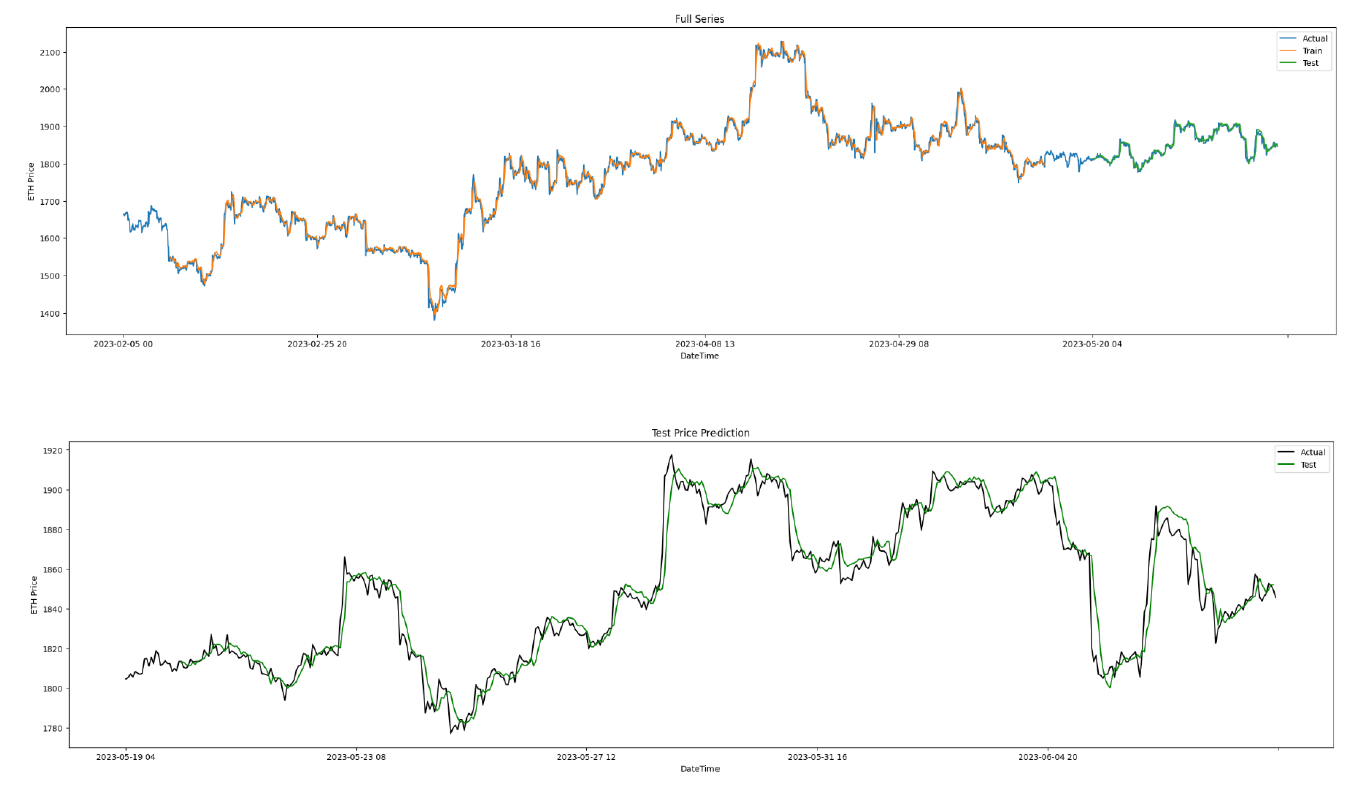 Full Series
Actual
Train
Test
2100
2000
1900
1800
1700
1600
1500
1400
ETH Price
2023-02-05 00
2023-02-25 20
2023-03-18 16
2023-04-08 13
2023-04-29 08
2023-05-20 04
DateTime
Test Price Prediction
Actual
Test
1920
1900
1880
1860
1840
1820
1800
1780
ETH Price
2023-05-19 04
2023-05-23 08
2023-05-27 12
2023-05-31 16
2023-06-04 20
DateTime